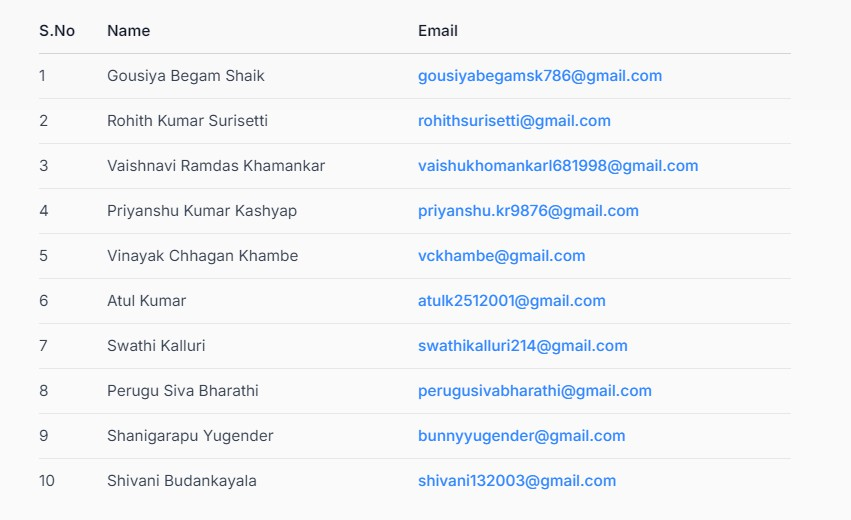 S.No Name Email
1 Gousiya Begam Shaik gousiyabegamsk786@gmail.com
2 Rohith Kumar Surisetti rohithsurisetti@gmail.com
3 Vaishnavi Ramdas Khamankar vaishukhomankarl681998@gmail.com
4 Priyanshu Kumar Kashyap priyanshu.kr9876@gmail.com
5 Vinayak Chhagan Khambe vckhambe@gmail.com
6 Atul Kumar atulk2512001@gmail.com
7 Swathi Kalluri swathikalluri214@gmail.com
8 Perugu Siva Bharathi perugusivabharathi@gmail.com
9 Shanigarapu Yugender bunnyyugender@gmail.com
10 Shivani Budankayala shivani132003@gmail.com